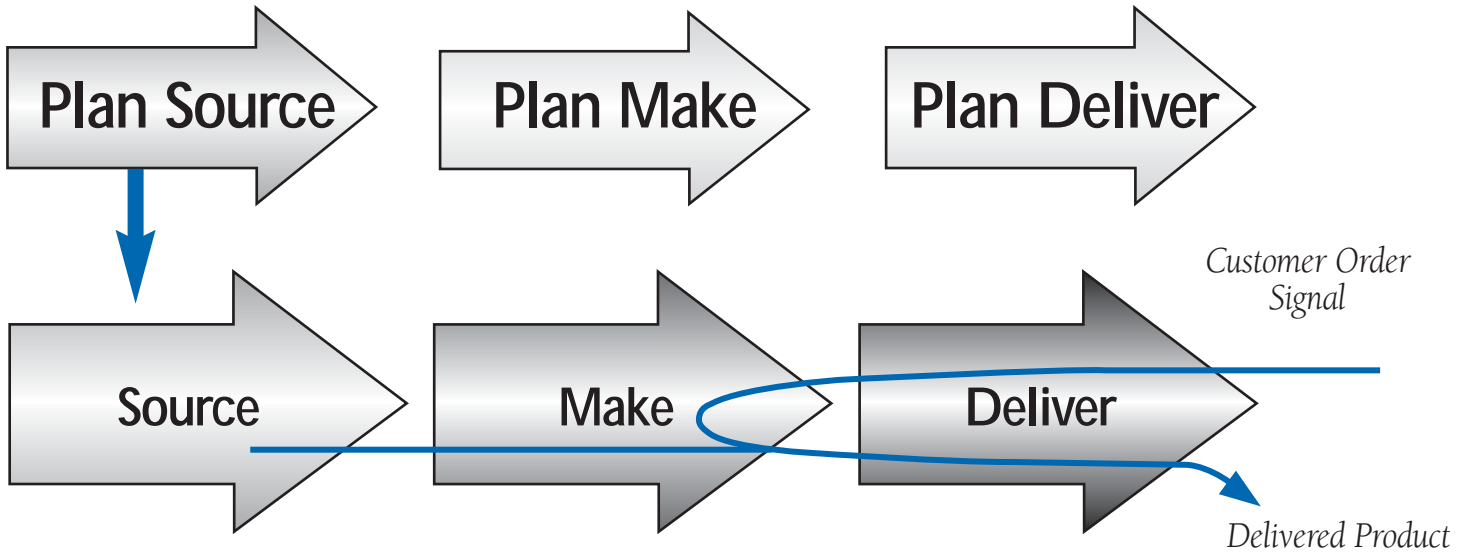 Plan Source
Plan Make
Plan Deliver
Customer Order
Signal
Source
Make
Deliver
Delivered Product